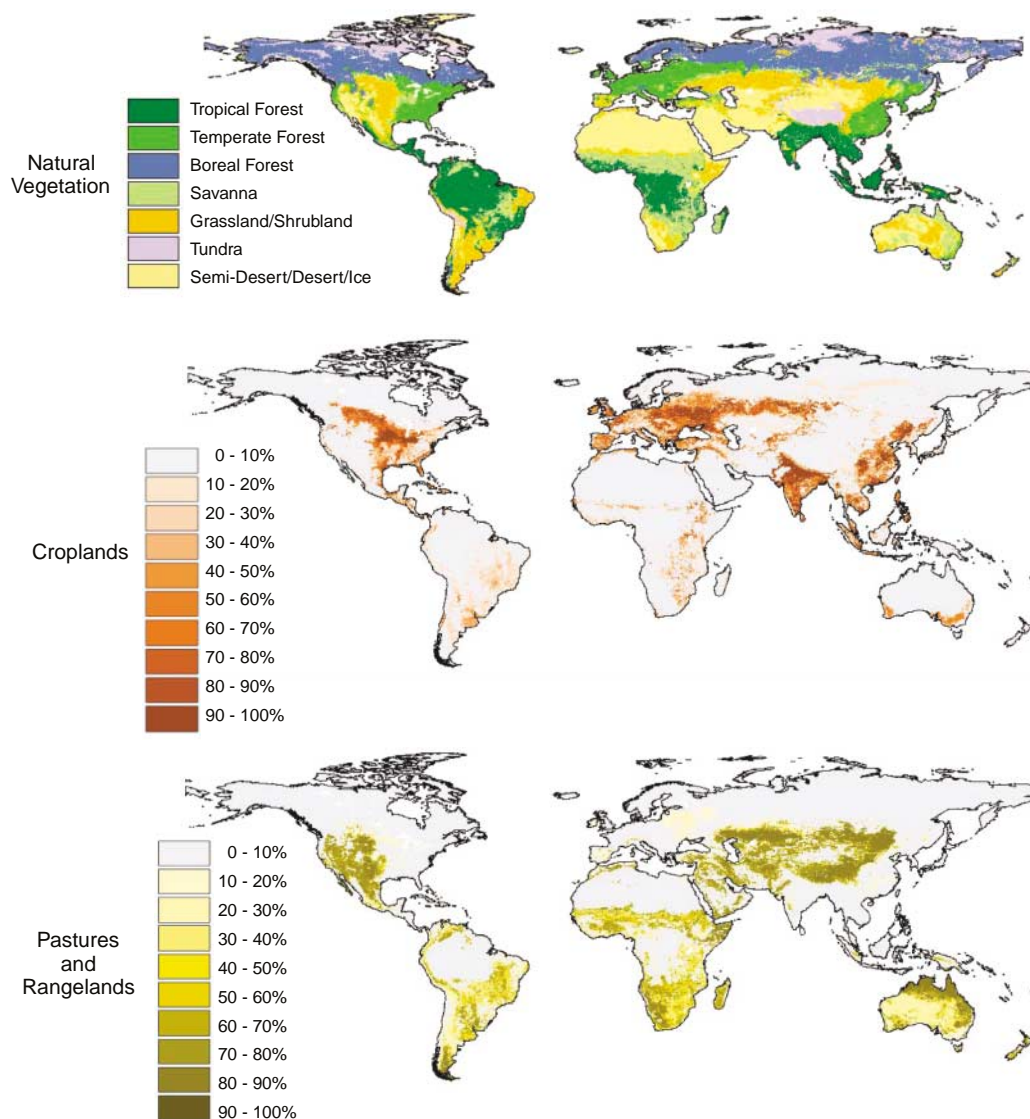 Natural
Vegetation
Tropical Forest
Temperate Forest
Boreal Forest
Savanna
Grassland/Shrubland
Tundra
Semi-Desert/Desert/Ice
Croplands
0 - 10%
10 - 20%
20 - 30%
30 - 40%
40 - 50%
50 - 60%
60 - 70%
70 - 80%
80 - 90%
90 - 100%
Pastures
and
Rangelands
0 - 10%
10 - 20%
20 - 30%
30 - 40%
40 - 50%
50 - 60%
60 - 70%
70 - 80%
80 - 90%
90 - 100%